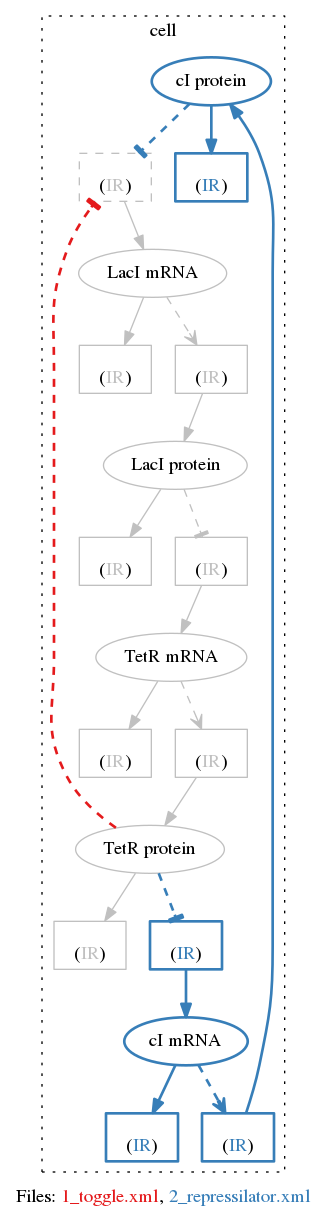 cell
cI protein
(IR) (IR)
LacI mRNA
(IR) (IR)
LacI protein
(IR) (IR)
TetR mRNA
(IR) (IR)
TetR protein
(IR) (IR)
cI mRNA
(IR) (IR)
Files: 1_toggle.xml, 2_repressilator.xml